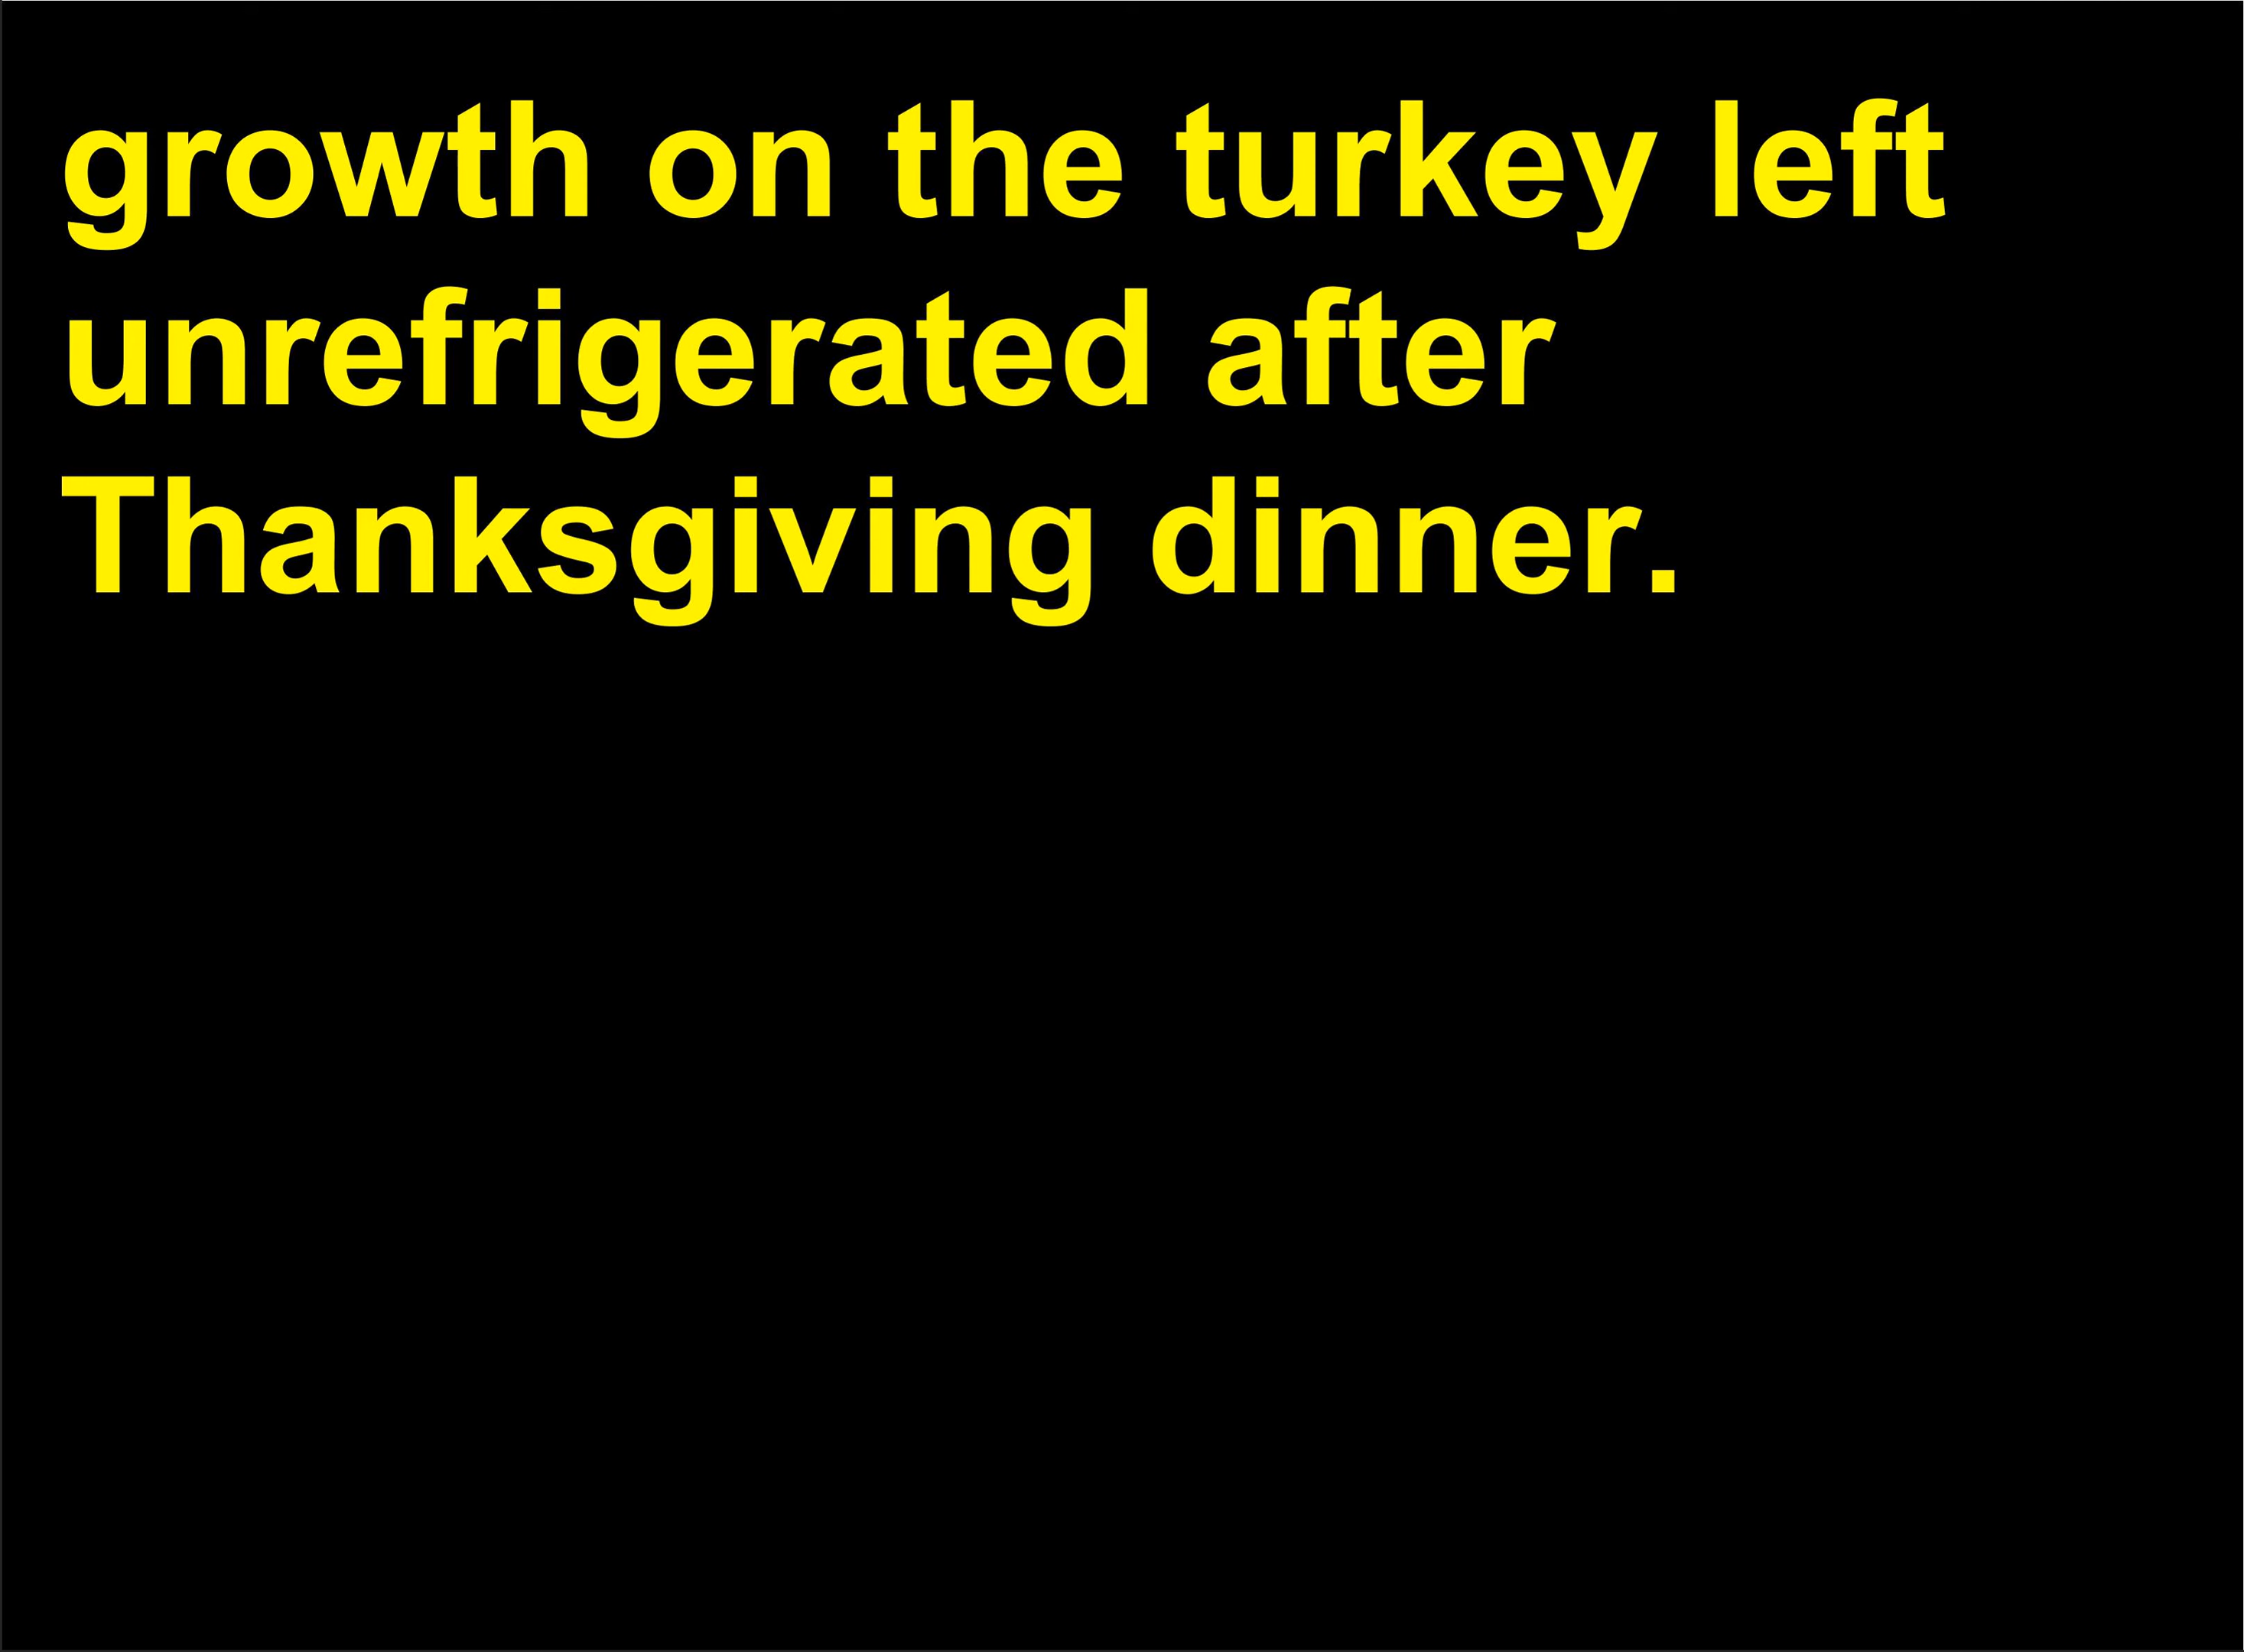 growth on the turkey left
unrefrigerated after
Thanksgiving dinner.